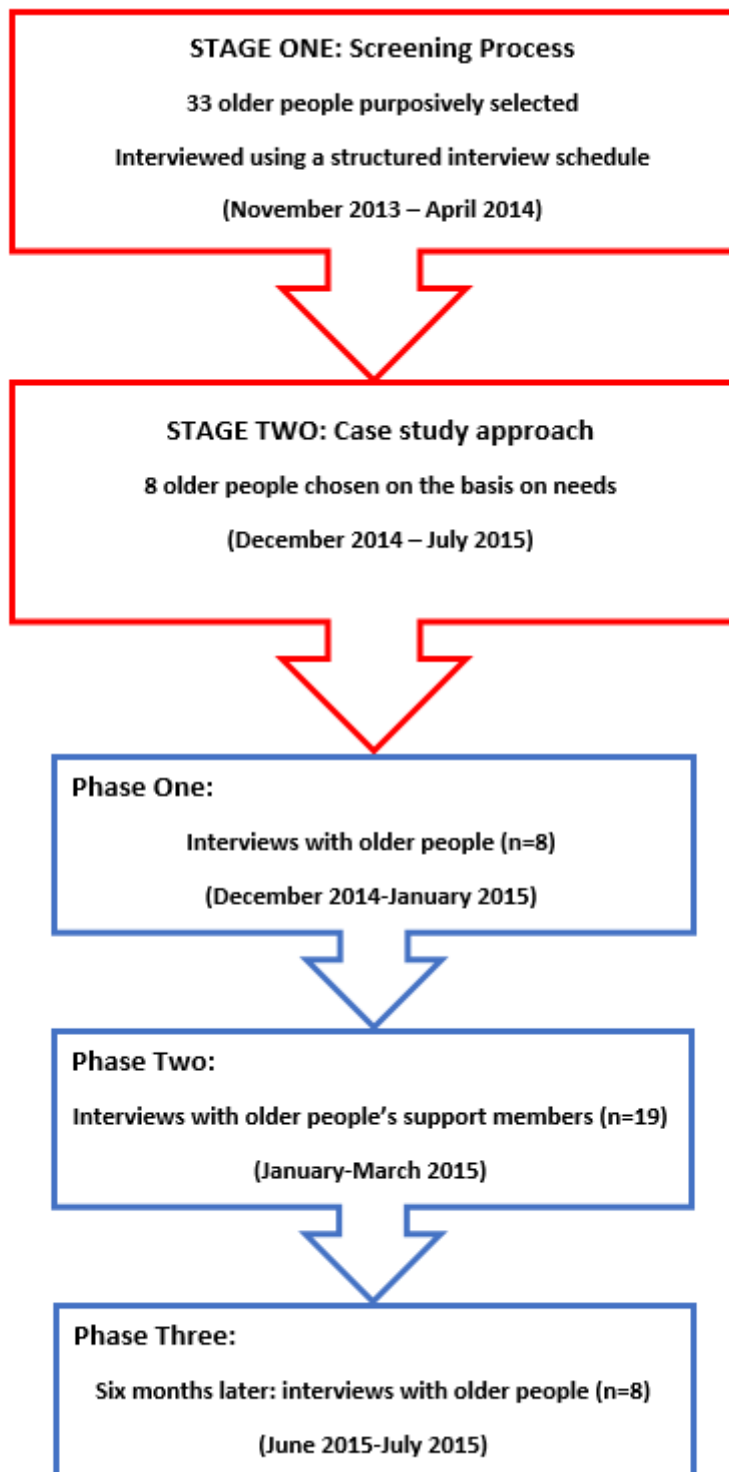 STAGE ONE: Screening Process
33 older people purposively selected
Interviewed using a structured interview schedule
(November 2013 – April 2014)
STAGE TWO: Case study approach
8 older people chosen on the basis on needs
(December 2014 – July 2015)
Phase One:
Interviews with older people (n=8)
(December 2014-January 2015)
Phase Two:
Interviews with older people’s support members (n=19)
(January-March 2015)
Phase Three:
Six months later: interviews with older people (n=8)
(June 2015-July 2015)